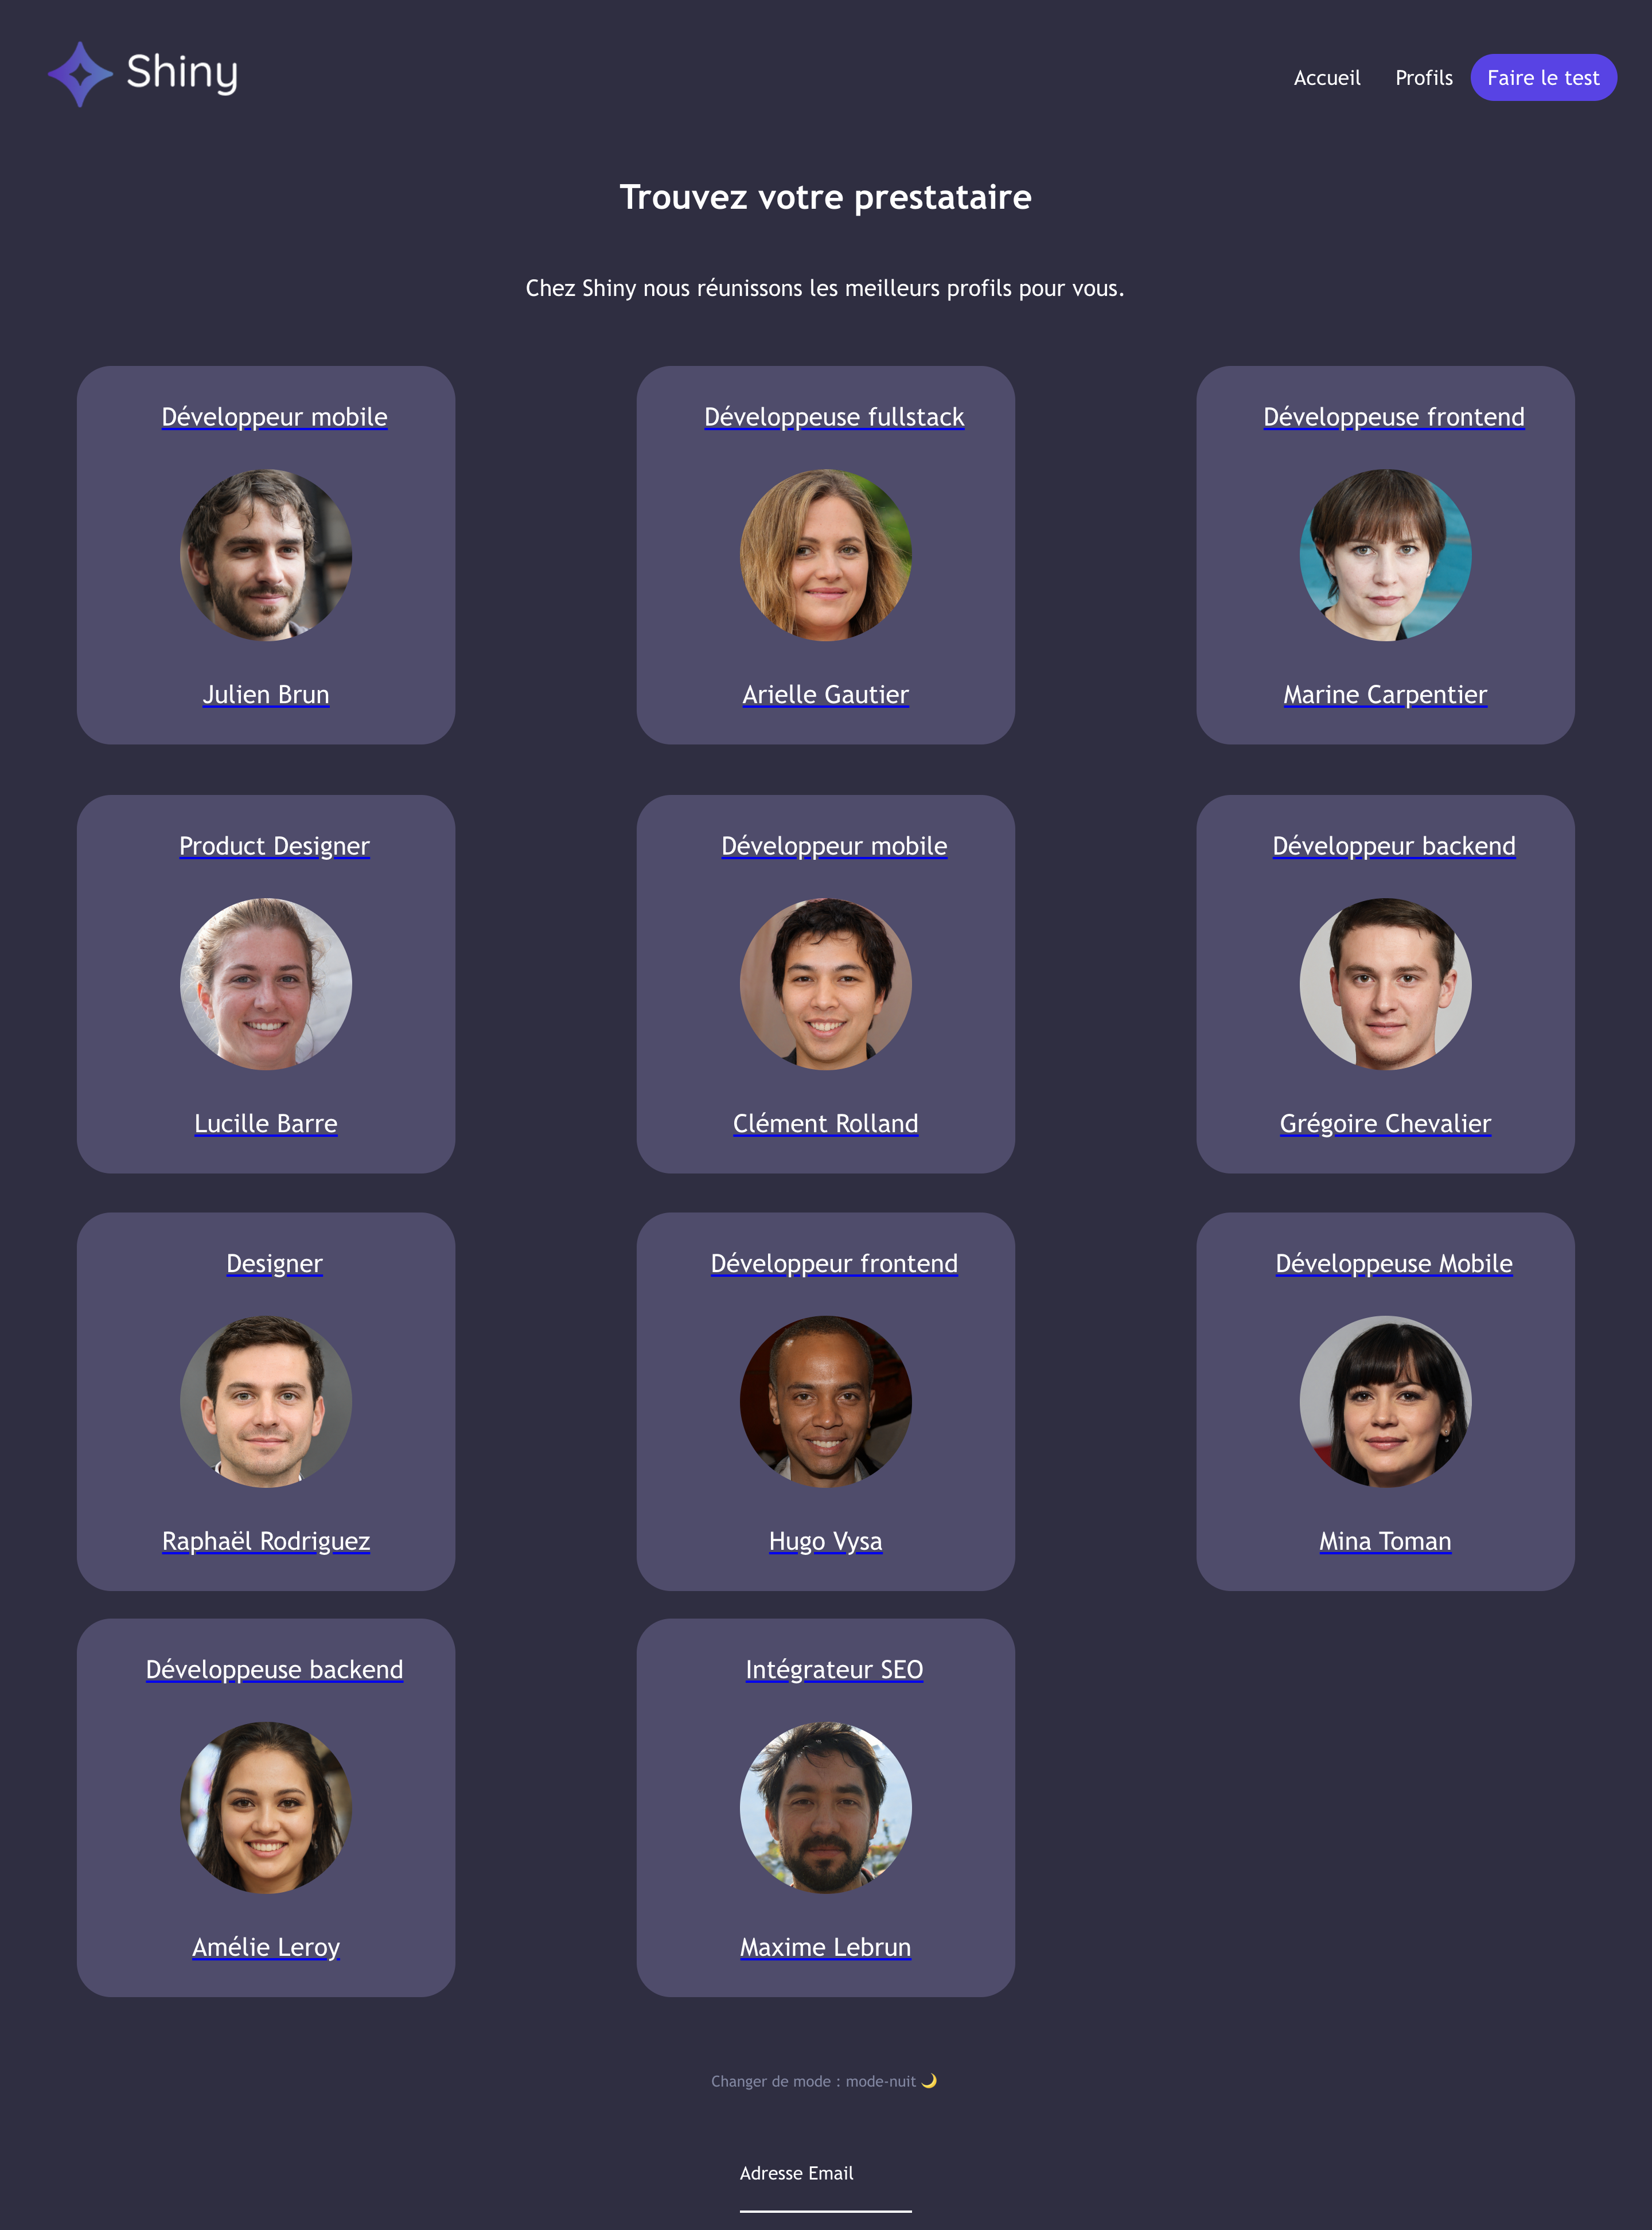 Shiny
Accueil Profils Faire le test
Trouvez votre prestataire
Chez Shiny nous réunissons les meilleurs profils pour vous.
Développeur mobile
Julien Brun
Développeuse fullstack
Arielle Gautier
Développeuse frontend
Marine Carpentier
Product Designer
Lucille Barre
Développeur mobile
Clément Rolland
Développeur backend
Grégoire Chevalier
Designer
Raphaël Rodriguez
Développeur frontend
Hugo Vysa
Développeuse Mobile
Mina Toman
Développeuse backend
Amélie Leroy
Intégrateur SEO
Maxime Lebrun
Changer de mode : mode-nuit 🌙
Adresse Email